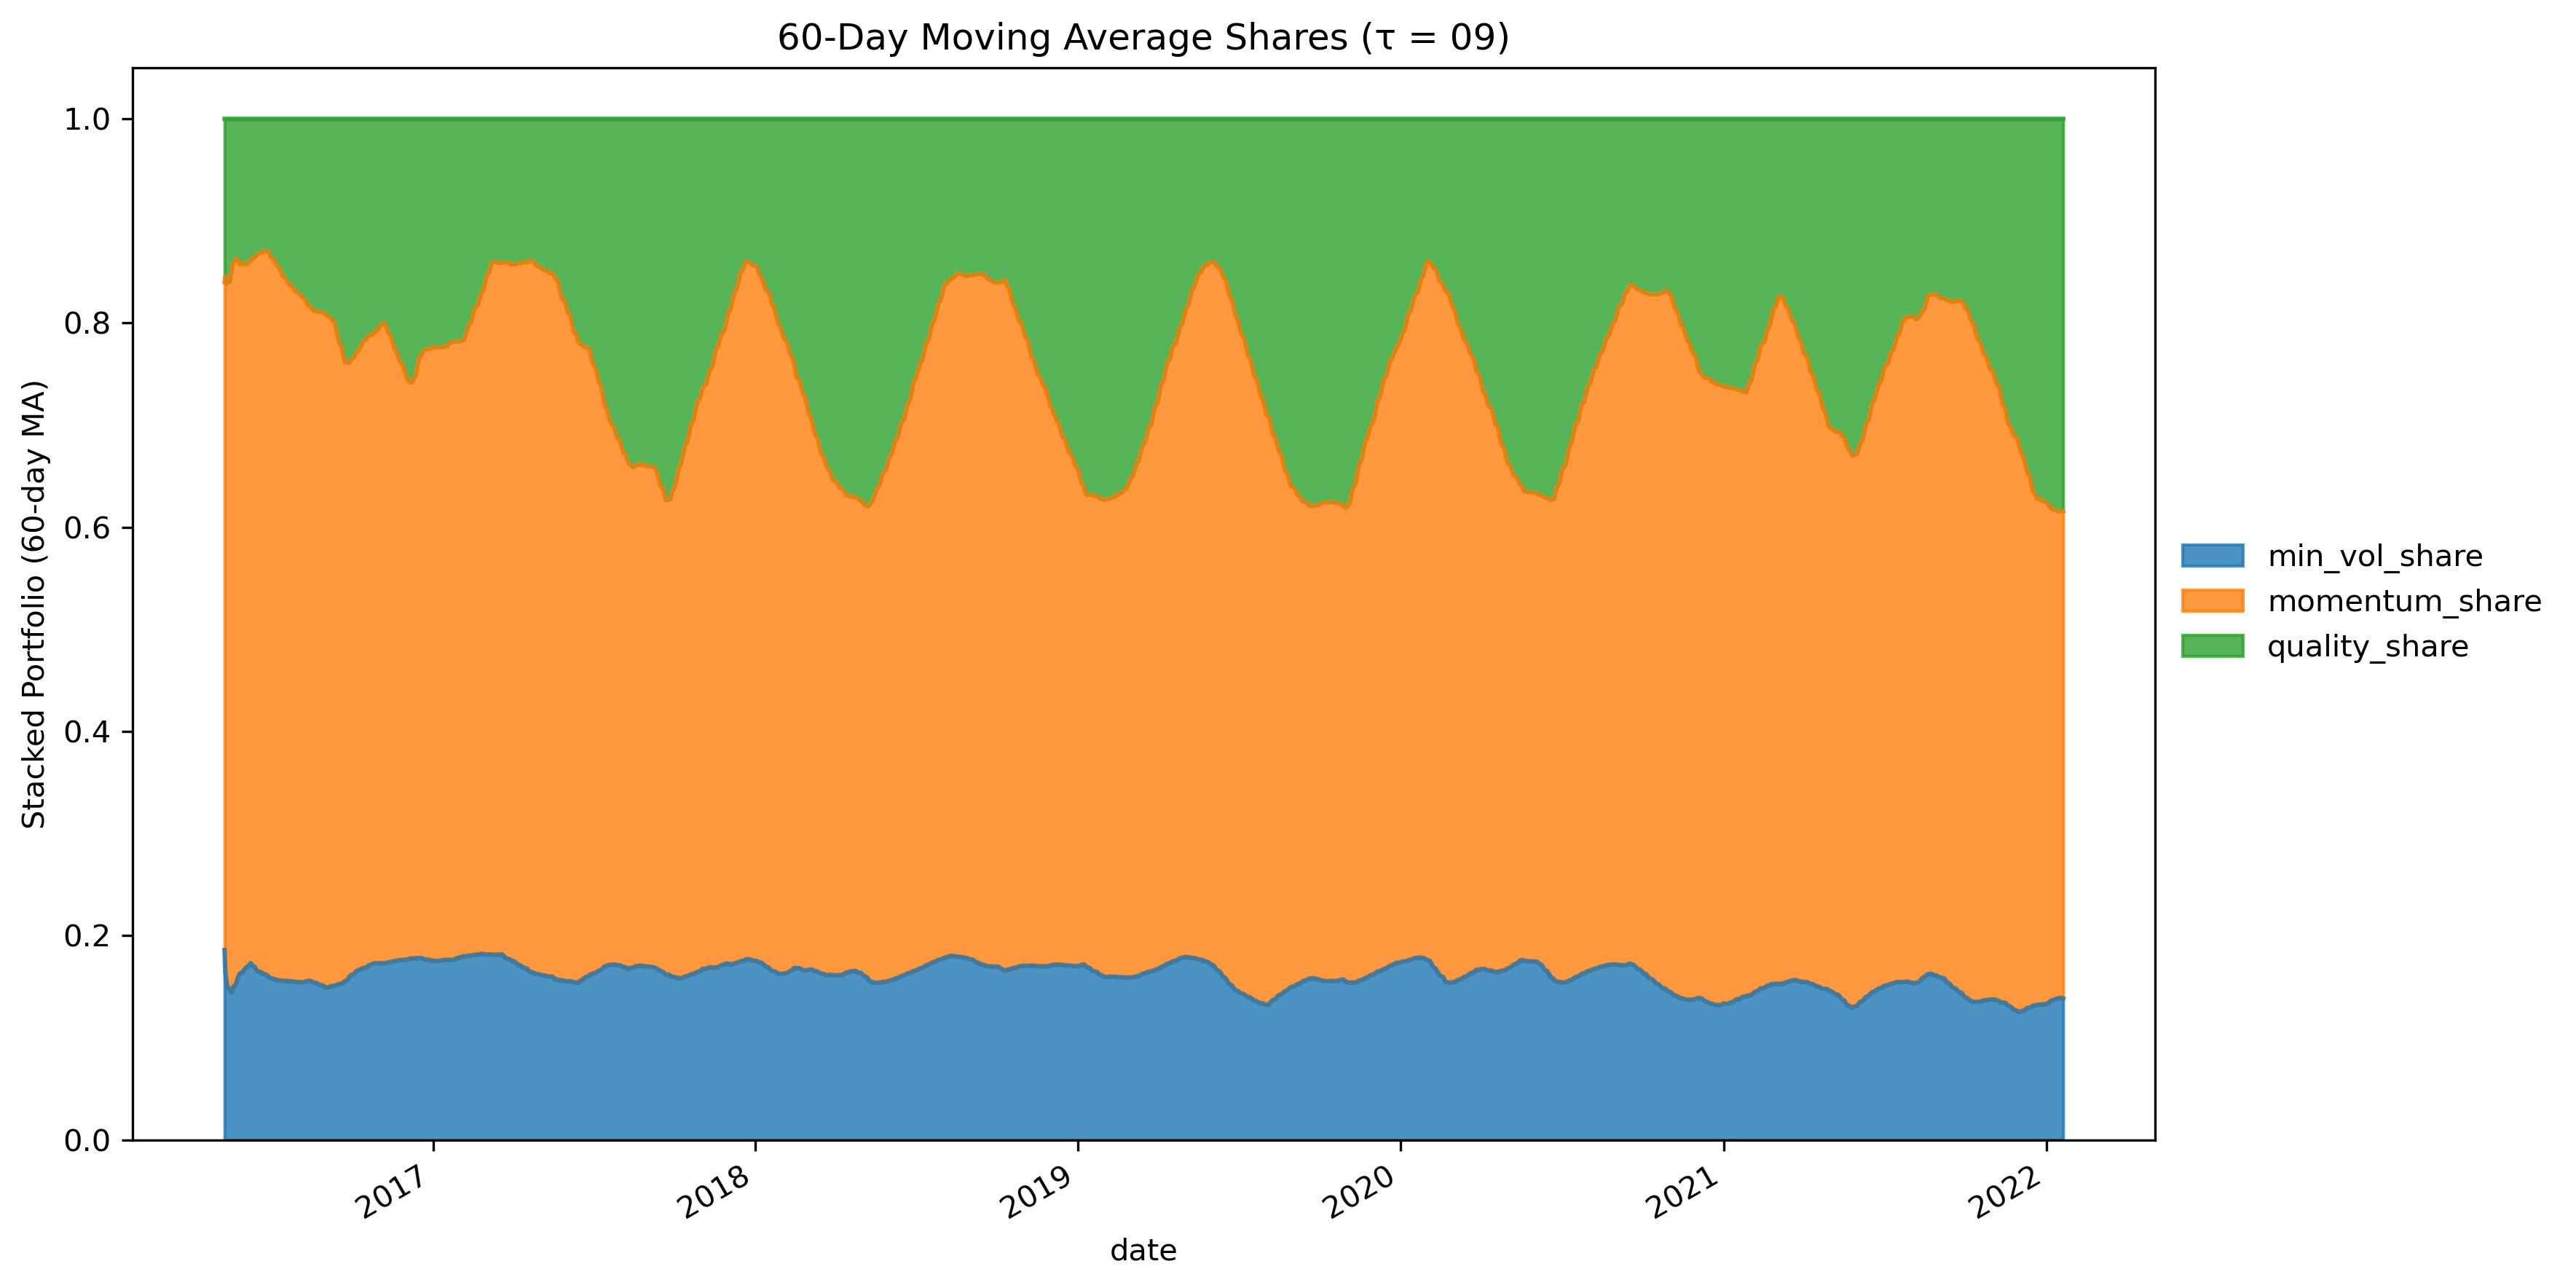 60-Day Moving Average Shares (τ = 09)
Stacked Portfolio (60-day MA)
1.0
0.8
0.6
0.4
0.2
0.0
2017
2018
2019
2020
2021
2022
date
min_vol_share
momentum_share
quality_share